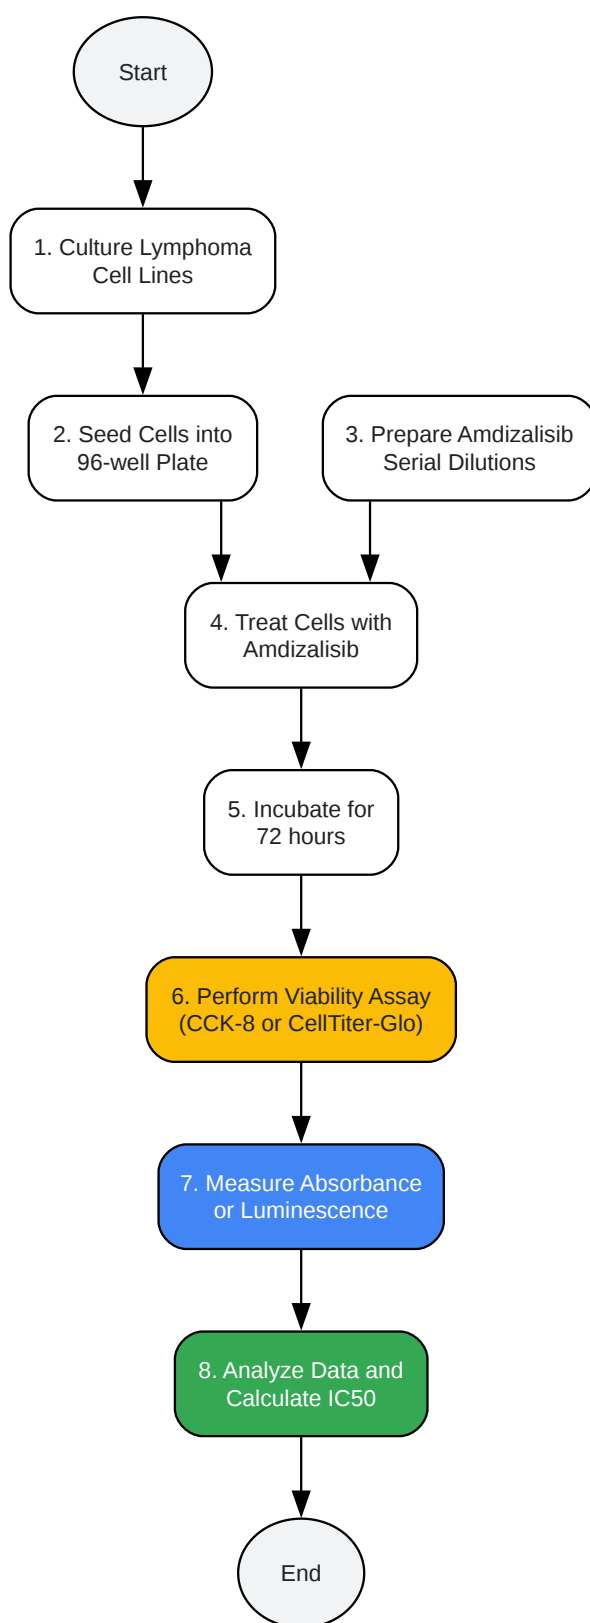 Start
1. Culture Lymphoma
Cell Lines
2. Seed Cells into
96-well Plate
3. Prepare Amdizalisib
Serial Dilutions
4. Treat Cells with
Amdizalisib
5. Incubate for
72 hours
6. Perform Viability Assay
(CCK-8 or CellTiter-Glo)
7. Measure Absorbance
or Luminescence
8. Analyze Data and
Calculate IC50
End